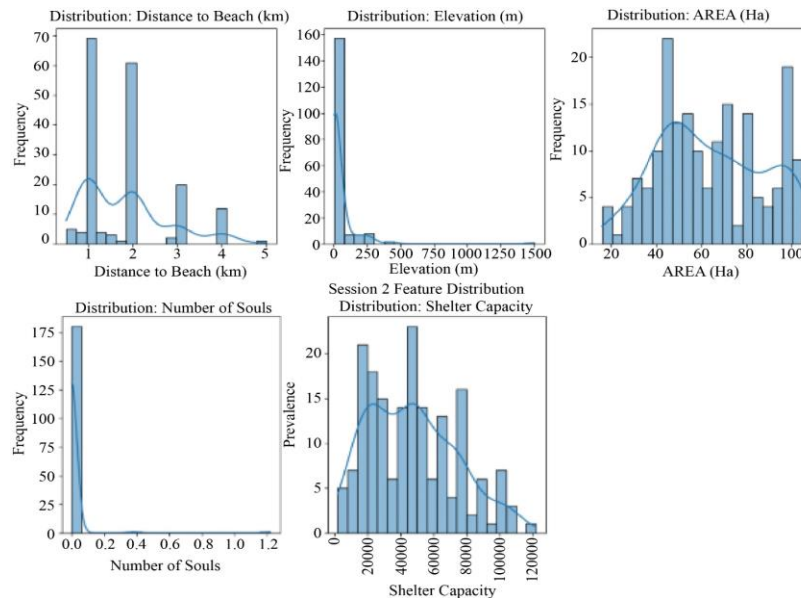 Distribution: Distance to Beach (km)
70
60
50
40
30
20
10
0
Frequency
1 2 3 4 5
Distance to Beach (km)
Distribution: Elevation (m)
160
140
120
100
80
60
40
20
0
Frequency
0 250 500 750 1000 1250 1500
Elevation (m)
Distribution: AREA (Ha)
20
15
10
5
0
Frequency
20 40 60 80 100
AREA (Ha)
Distribution: Number of Souls
175
150
125
100
75
50
25
0
Frequency
0.0 0.2 0.4 0.6 0.8 1.0 1.2
Number of Souls
Session 2 Feature Distribution
Distribution: Shelter Capacity
20
15
10
5
0
Prevalence
0 20000 40000 60000 80000 100000 120000
Shelter Capacity